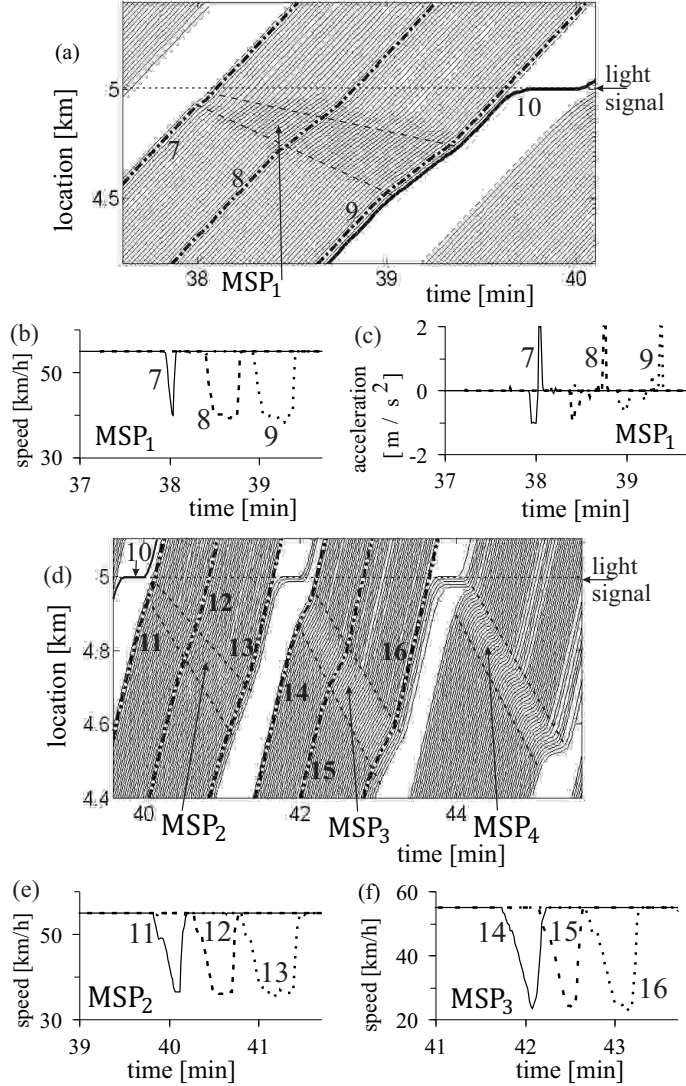 (a)
location [km]
5
4.5
7
8
9
10
light
signal
MSP1
38
39
40
time [min]
(b)
speed [km/h]
50
30
7
8
9
MSP1
37
38
39
time [min]
(c)
acceleration
[ m / s2 ]
2
0
-2
7
8
9
MSP1
37
38
39
time [min]
(d)
location [km]
5
4.8
4.6
4.4
10
11
12
13
14
15
16
light
signal
40
42
44
MSP2
MSP3
MSP4
time [min]
(e)
speed [km/h]
50
30
11
12
13
MSP2
39
40
41
time [min]
(f)
speed [km/h]
60
40
20
14
15
16
MSP3
41
42
43
time [min]